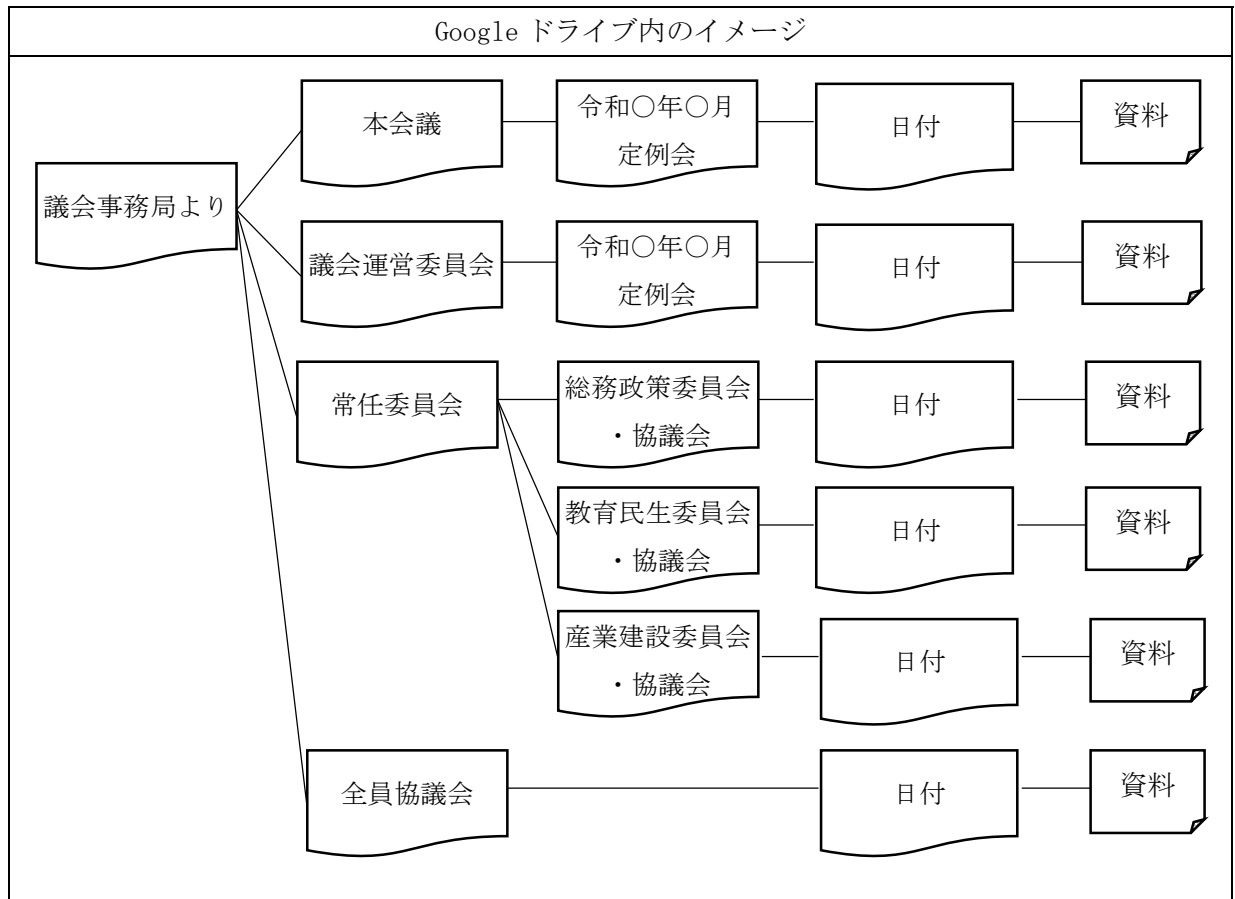 Google ドライブ内のイメージ
議会事務局より
本会議
令和○年○月
定例会
日付
資料
議会運営委員会
令和○年○月
定例会
日付
資料
常任委員会
総務政策委員会
・協議会
日付
資料
教育民生委員会
・協議会
日付
資料
産業建設委員会
・協議会
日付
資料
全員協議会
日付
資料